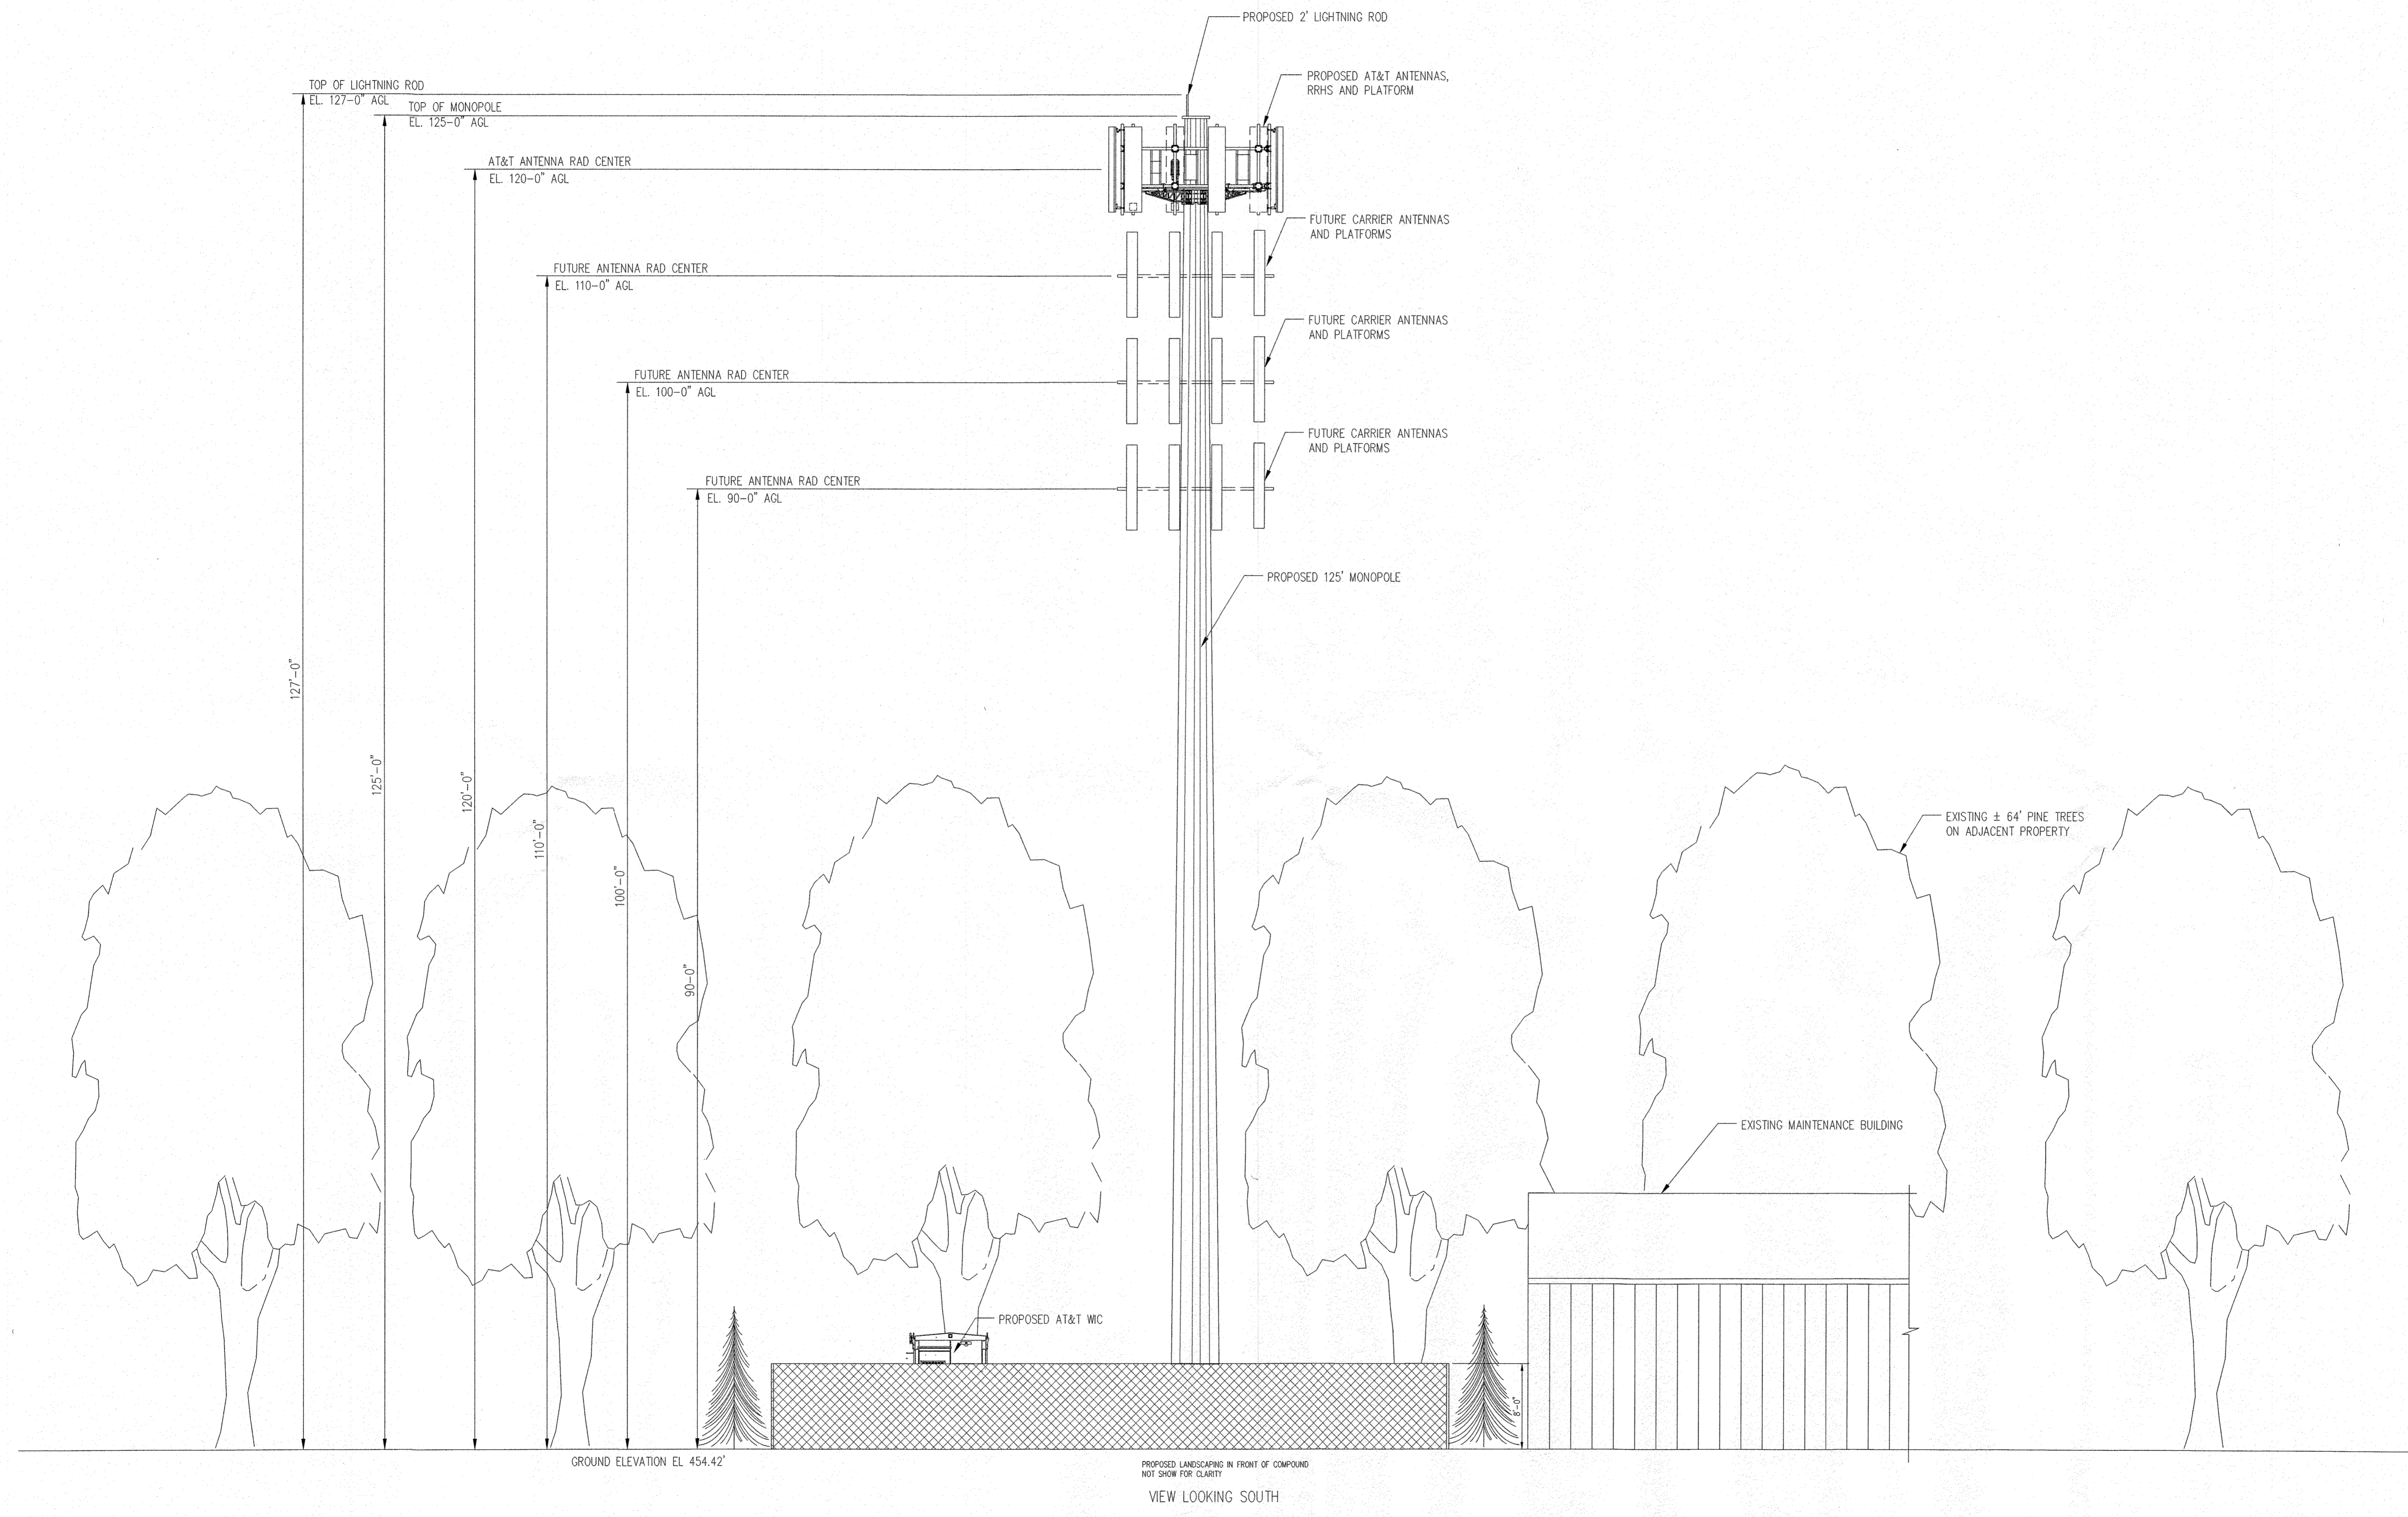 PROPOSED 2' LIGHTNING ROD
PROPOSED AT&T ANTENNAS,
RRHS AND PLATFORM
TOP OF LIGHTNING ROD
EL. 127-0" AGL
TOP OF MONOPOLE
EL. 125-0" AGL
AT&T ANTENNA RAD CENTER
EL. 120-0" AGL
FUTURE CARRIER ANTENNAS
AND PLATFORMS
FUTURE ANTENNA RAD CENTER
EL. 110-0" AGL
FUTURE CARRIER ANTENNAS
AND PLATFORMS
FUTURE ANTENNA RAD CENTER
EL. 100-0" AGL
FUTURE CARRIER ANTENNAS
AND PLATFORMS
FUTURE ANTENNA RAD CENTER
EL. 90-0" AGL
PROPOSED 125' MONOPOLE
127'-0"
125'-0"
120'-0"
110'-0"
100'-0"
90-0"
EXISTING ± 64' PINE TREES
ON ADJACENT PROPERTY
EXISTING MAINTENANCE BUILDING
PROPOSED AT&T WIC
8'-0"
GROUND ELEVATION EL 454.42'
PROPOSED LANDSCAPING IN FRONT OF COMPOUND
NOT SHOW FOR CLARITY
VIEW LOOKING SOUTH